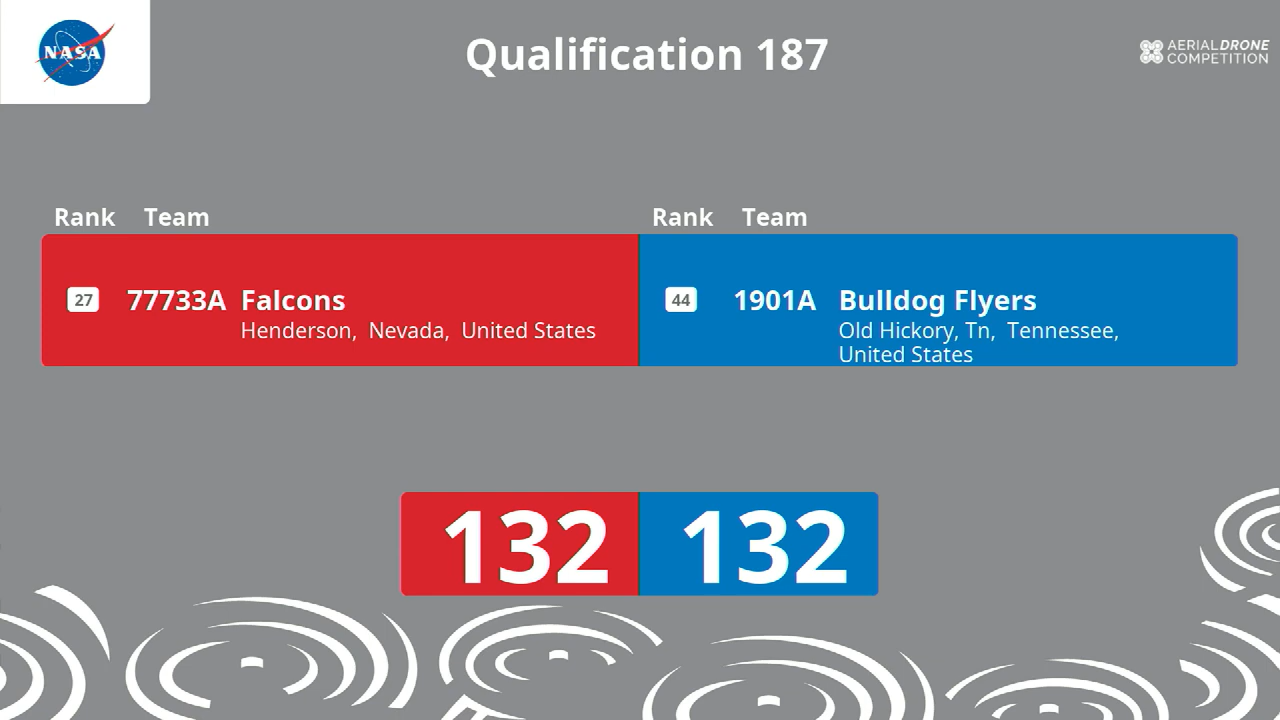 NASA
Qualification 187
AERIALDRONE
COMPETITION
Rank Team
27 77733A Falcons
Henderson, Nevada, United States
Rank Team
44 1901A Bulldog Flyers
Old Hickory, Tn, Tennessee,
United States
132 132